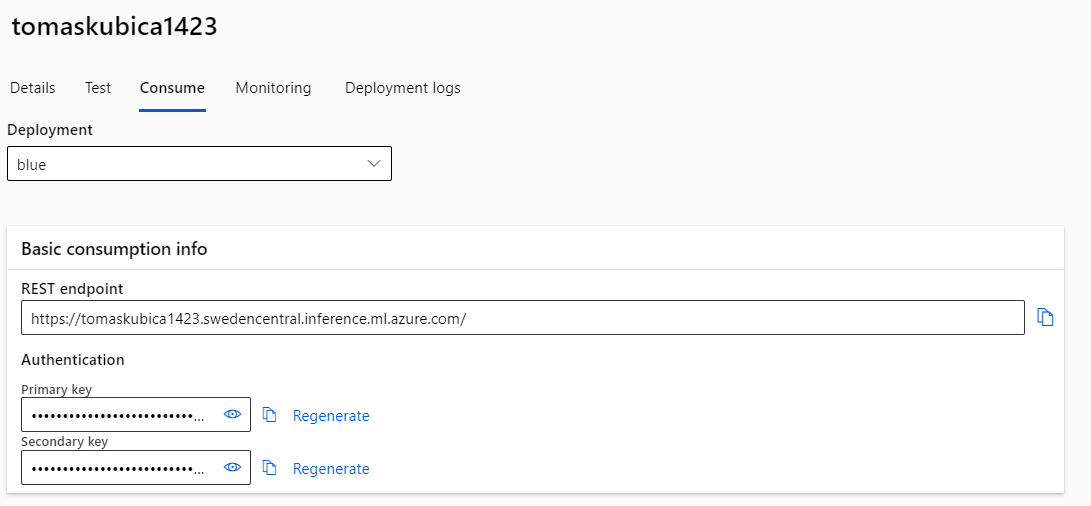 tomaskubica1423
Details Test Consume Monitoring Deployment logs
Deployment
blue
Basic consumption info
REST endpoint
https://tomaskubica1423.swedencentral.inference.ml.azure.com/
Authentication
Primary key
••••••••••••••••••••••••••... Regenerate
Secondary key
••••••••••••••••••••••••••... Regenerate